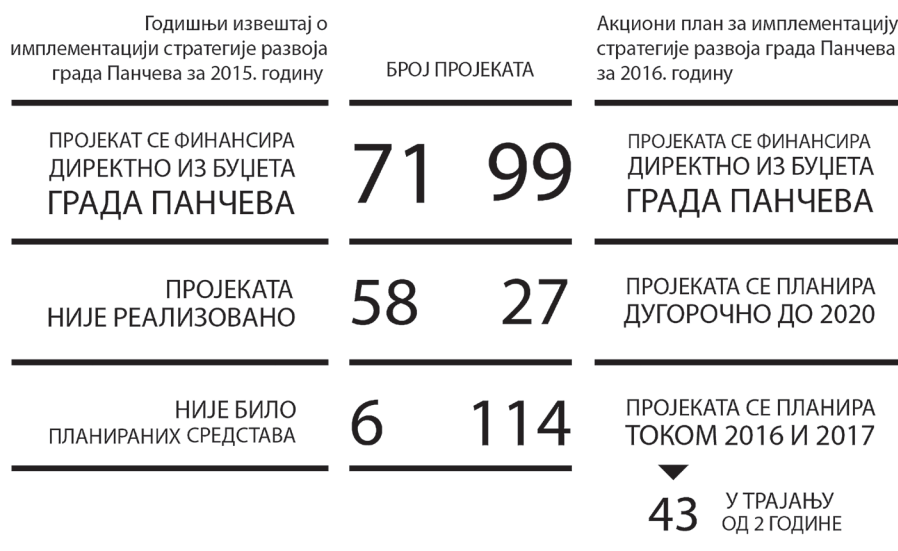 Годишњи извештај о
имплементацији стратегије развоја
града Панчева за 2015. годину
БРОЈ ПРОЈЕКАТА
Акциони план за имплементацију
стратегије развоја града Панчева
за 2016. годину
ПРОЈЕКАТ СЕ ФИНАНСИРА
ДИРЕКТНО ИЗ БУЏЕТА
ГРАДА ПАНЧЕВА
71 99
ПРОЈЕКАТА СЕ ФИНАНСИРА
ДИРЕКТНО ИЗ БУЏЕТА
ГРАДА ПАНЧЕВА
ПРОЈЕКАТА
НИЈЕ РЕАЛИЗОВАНО
58 27
ПРОЈЕКАТА СЕ ПЛАНИРА
ДУГОРОЧНО ДО 2020
НИЈЕ БИЛО
ПЛАНИРАНИХ СРЕДСТАВА
6 114
ПРОЈЕКАТА СЕ ПЛАНИРА
ТОКОМ 2016 И 2017
43
У ТРАЈАЊУ
ОД 2 ГОДИНЕ